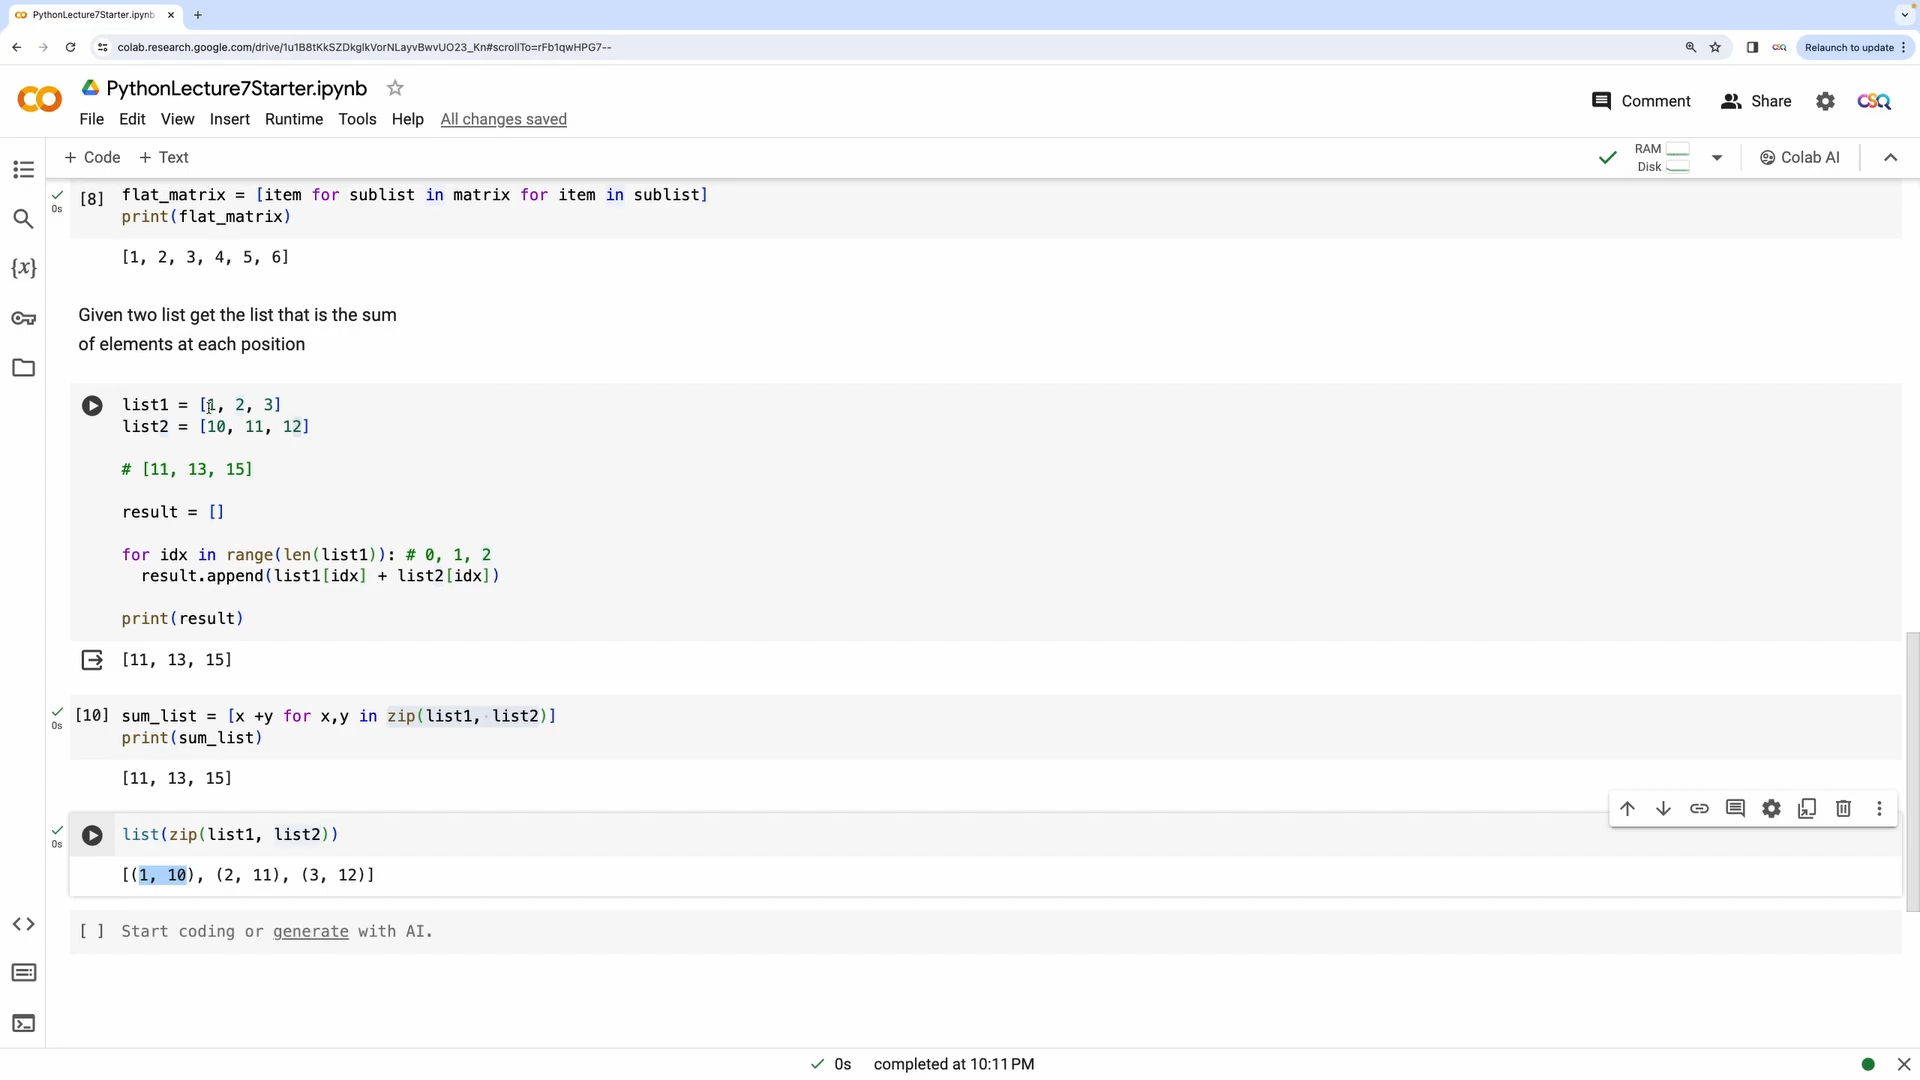 PythonLecture7Starter.ipynb
colab.research.google.com/drive/1u1B8tKkSZDkglkVorNLayvBwvUO23_Kn#scrollTo=rFb1qwHPG7--
Relaunch to update
PythonLecture7Starter.ipynb
Comment
Share
CSQ
File Edit View Insert Runtime Tools Help All changes saved
+ Code + Text
RAM
Disk
Colab AI
[8] flat_matrix = [item for sublist in matrix for item in sublist]
0s
print(flat_matrix)
[1, 2, 3, 4, 5, 6]
Given two list get the list that is the sum
of elements at each position
list1 = [1, 2, 3]
list2 = [10, 11, 12]
# [11, 13, 15]
result = []
for idx in range(len(list1)): # 0, 1, 2
result.append(list1[idx] + list2[idx])
print(result)
[11, 13, 15]
[10] sum_list = [x +y for x,y in zip(list1, list2)]
0s
print(sum_list)
[11, 13, 15]
list(zip(list1, list2))
0s
[(1, 10), (2, 11), (3, 12)]
[ ] Start coding or generate with AI.
0s completed at 10:11 PM